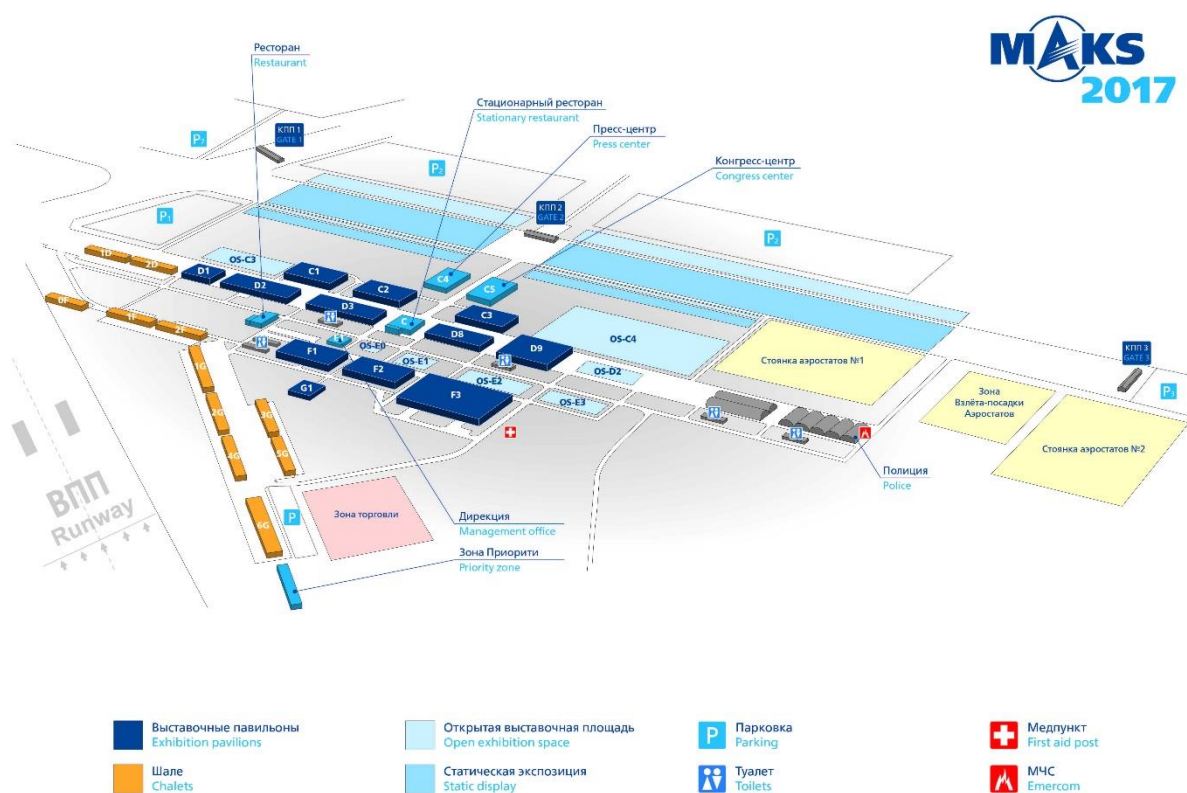 МАКS
2017
Ресторан
Restaurant
Стационарный ресторан
Stationary restaurant
Пресс-центр
Press center
Конгресс-центр
Congress center
КПП 1
GATE 1
P₂
P₂
КПП 2
GATE 2
P₁
P₂
1D
2D
D1
OS-C3
C1
D2
C2
C4
C5
0F
1F
2F
D3
C
C3
D8
D9
OS-C4
Стоянка аэростатов №1
КПП 3
GATE 3
P₃
F1
OS-E0
OS-E1
F2
OS-E2
OS-D2
OS-E3
G1
F3
1G
2G
3G
4G
5G
6G
Зона
Взлёта-посадки
Аэростатов
Стоянка аэростатов №2
Полиция
Police
ВПП
Runway
P
Зона торговли
Дирекция
Management office
Зона Приорити
Priority zone
Выставочные павильоны
Exhibition pavilions
Открытая выставочная площадь
Open exhibition space
P
Парковка
Parking
Медпункт
First aid post
Шале
Chalets
Статическая экспозиция
Static display
Туалет
Toilets
МЧС
Emercom